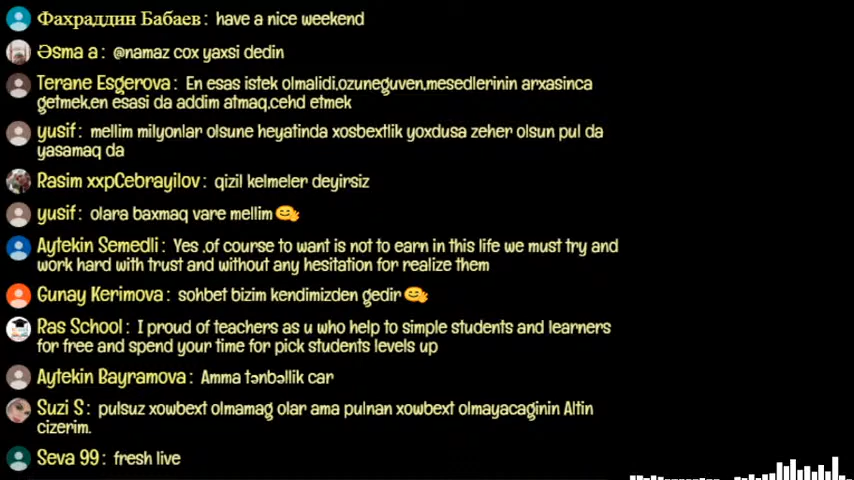 Фахраддин Бабаев: have a nice weekend
Əsma a: @namaz cox yaxsi dedin
Terane Esgerova: En esas istek olmalidi,ozuneguven,mesedlerinin arxasinca
getmek,en esasi da addim atmaq,cehd etmek
yusif: mellim milyonlar olsune heyatinda xosbextlik yoxdusa zeher olsun pul da
yasamaq da
Rasim xxpCebrayilov: qizil kelmeler deyirsiz
yusif: olara baxmaq vare mellim
Aytekin Semedli: Yes ,of course to want is not to earn in this life we must try and
work hard with trust and without any hesitation for realize them
Gunay Kerimova: sohbet bizim kendimizden gedir
Ras School: I proud of teachers as u who help to simple students and learners
for free and spend your time for pick students levels up
Aytekin Bayramova: Amma tənbəllik car
Suzi S: pulsuz xowbext olmamag olar ama pulnan xowbext olmayacaginin Altin
cizerim.
Seva 99: fresh live